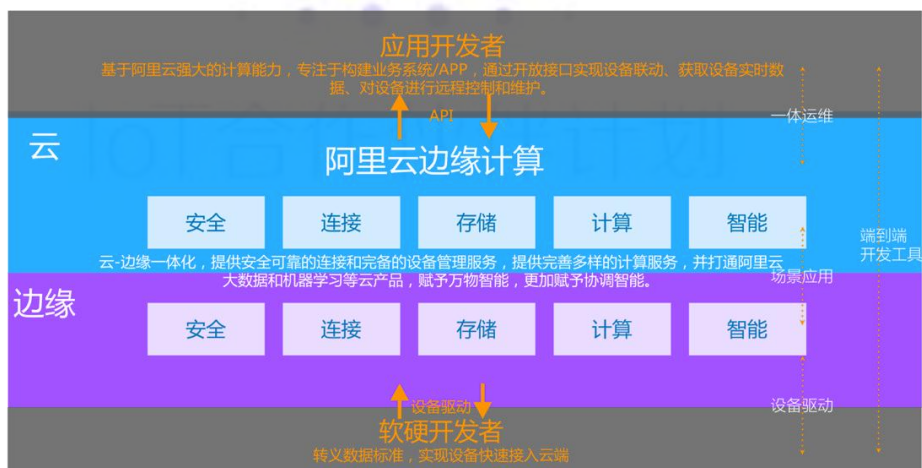 应用开发者
基于阿里云强大的计算能力，专注于构建业务系统/APP，通过开放接口实现设备联动、获取设备实时数
据、对设备进行远程控制和维护。
API
一体运维
云
阿里云边缘计算
安全 连接 存储 计算 智能
端到端
开发工具
云-边缘一体化，提供安全可靠的连接和完备的设备管理服务，提供完善多样的计算服务，并打通阿里云
大数据和机器学习等云产品，赋予万物智能，更加赋予协调智能。
场景应用
边缘
安全 连接 存储 计算 智能
设备驱动
设备驱动
软硬开发者
转义数据标准，实现设备快速接入云端